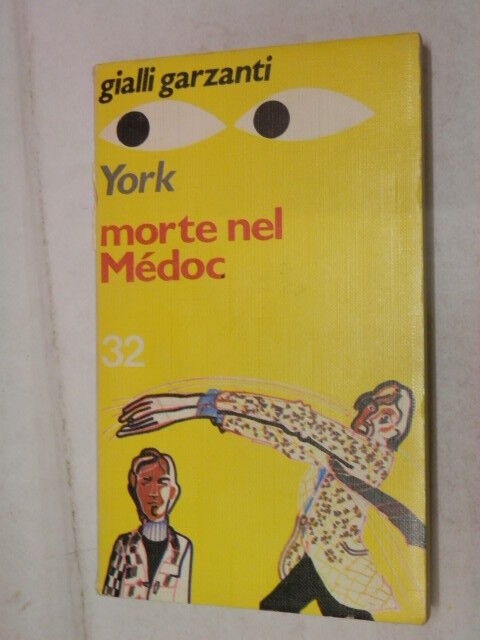 gialli garzanti
York
morte nel
Médoc
32